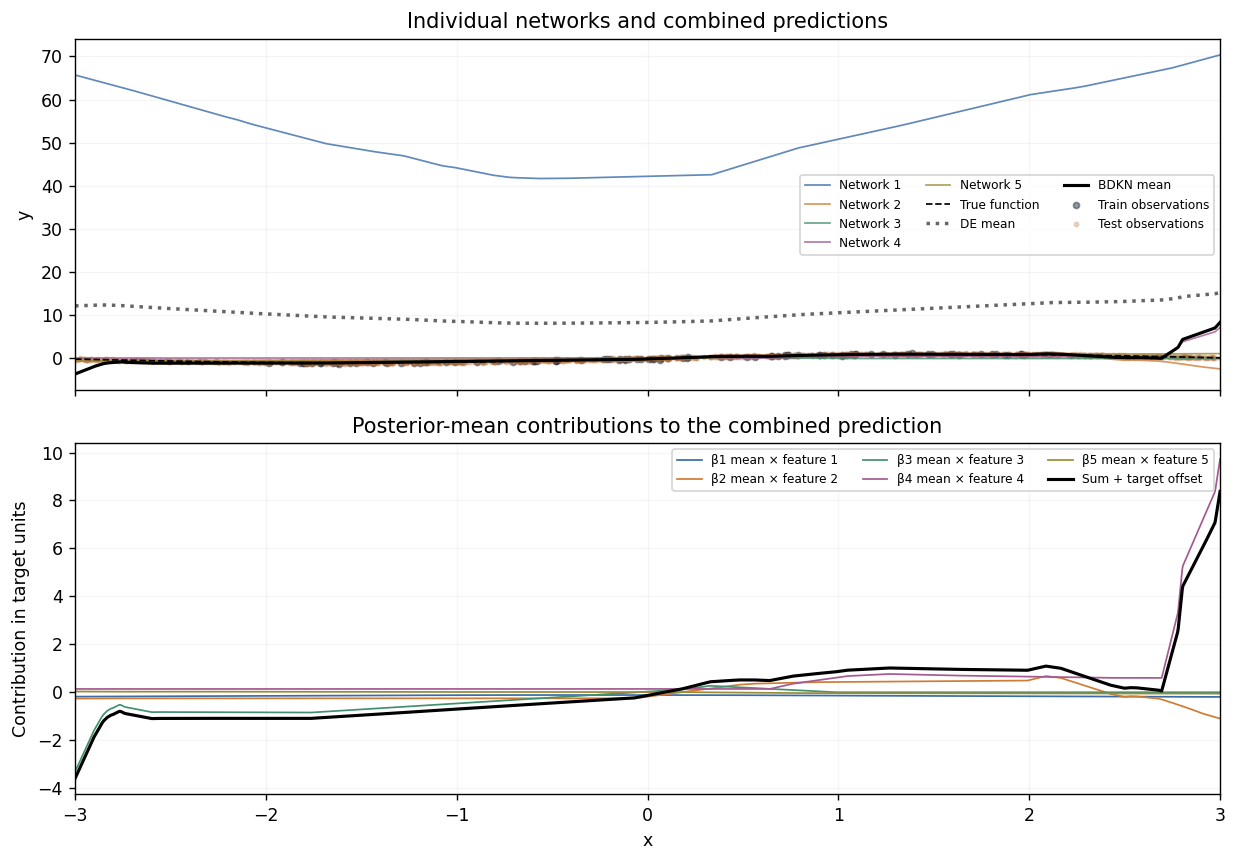 Individual networks and combined predictions
70
60
50
40
30
20
10
0
y
Network 1
Network 2
Network 3
Network 4
Network 5
True function
DE mean
BDKN mean
Train observations
Test observations
Posterior-mean contributions to the combined prediction
10
8
6
4
2
0
−2
−4
Contribution in target units
β1 mean × feature 1
β2 mean × feature 2
β3 mean × feature 3
β4 mean × feature 4
β5 mean × feature 5
Sum + target offset
−3
−2
−1
0
1
2
3
x